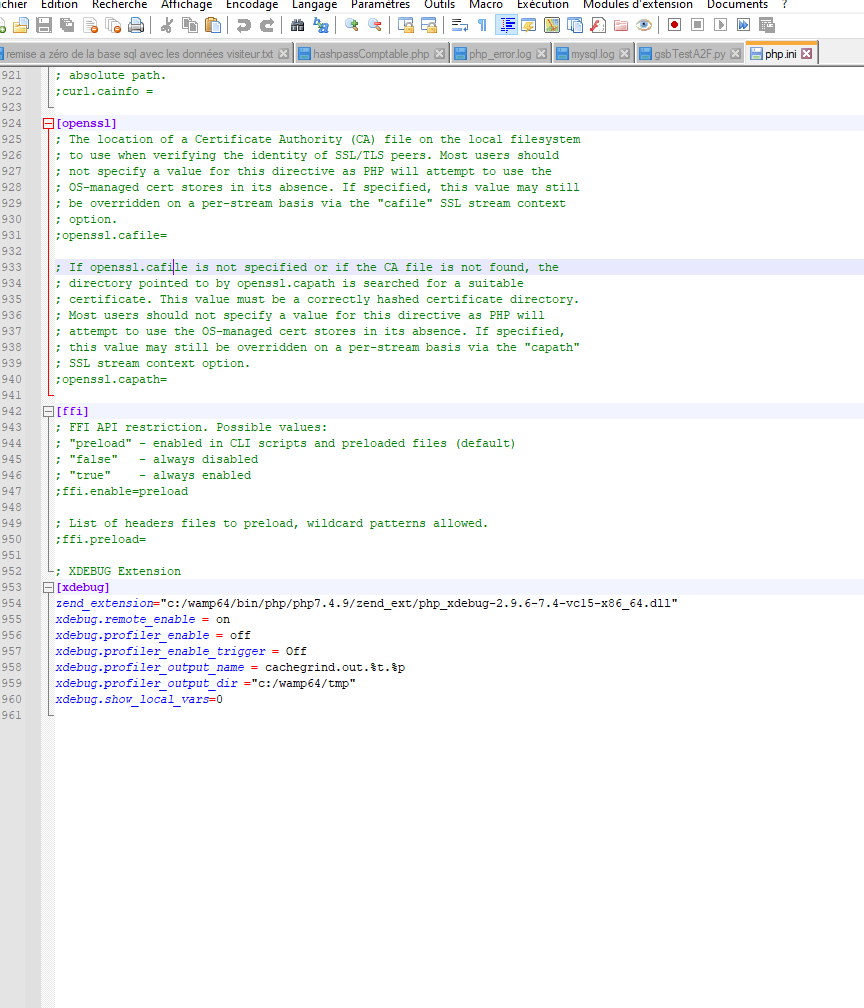 ichier Edition Recherche Affichage Encodage Langage Paramètres Outils Macro Exécution Modules d'extension Documents ?
remise a zéro de la base sql avec les données visiteur.txt hashpassComptable.php php_error.log mysql.log gsbTestA2F.py php.ini
921 ; absolute path.
922 ;curl.cainfo =
923
924 [openssl]
925 ; The location of a Certificate Authority (CA) file on the local filesystem
926 ; to use when verifying the identity of SSL/TLS peers. Most users should
927 ; not specify a value for this directive as PHP will attempt to use the
928 ; OS-managed cert stores in its absence. If specified, this value may still
929 ; be overridden on a per-stream basis via the "cafile" SSL stream context
930 ; option.
931 ;openssl.cafile=
932
933 ; If openssl.cafile is not specified or if the CA file is not found, the
934 ; directory pointed to by openssl.capath is searched for a suitable
935 ; certificate. This value must be a correctly hashed certificate directory.
936 ; Most users should not specify a value for this directive as PHP will
937 ; attempt to use the OS-managed cert stores in its absence. If specified,
938 ; this value may still be overridden on a per-stream basis via the "capath"
939 ; SSL stream context option.
940 ;openssl.capath=
941
942 [ffi]
943 ; FFI API restriction. Possible values:
944 ; "preload" - enabled in CLI scripts and preloaded files (default)
945 ; "false" - always disabled
946 ; "true" - always enabled
947 ;ffi.enable=preload
948
949 ; List of headers files to preload, wildcard patterns allowed.
950 ;ffi.preload=
951
952 ; XDEBUG Extension
953 [xdebug]
954 zend_extension="c:/wamp64/bin/php/php7.4.9/zend_ext/php_xdebug-2.9.6-7.4-vc15-x86_64.dll"
955 xdebug.remote_enable = on
956 xdebug.profiler_enable = off
957 xdebug.profiler_enable_trigger = Off
958 xdebug.profiler_output_name = cachegrind.out.%t.%p
959 xdebug.profiler_output_dir ="c:/wamp64/tmp"
960 xdebug.show_local_vars=0
961